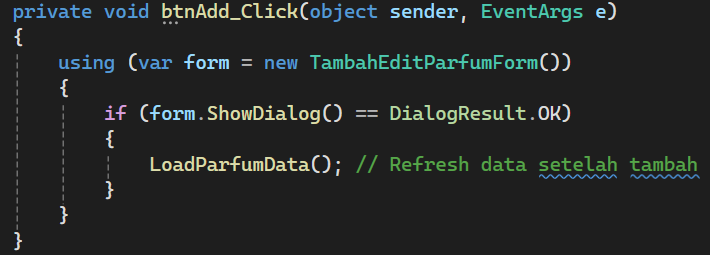 private void btnAdd_Click(object sender, EventArgs e)
{
    using (var form = new TambahEditParfumForm())
    {
        if (form.ShowDialog() == DialogResult.OK)
        {
            LoadParfumData(); // Refresh data setelah tambah
        }
    }
}